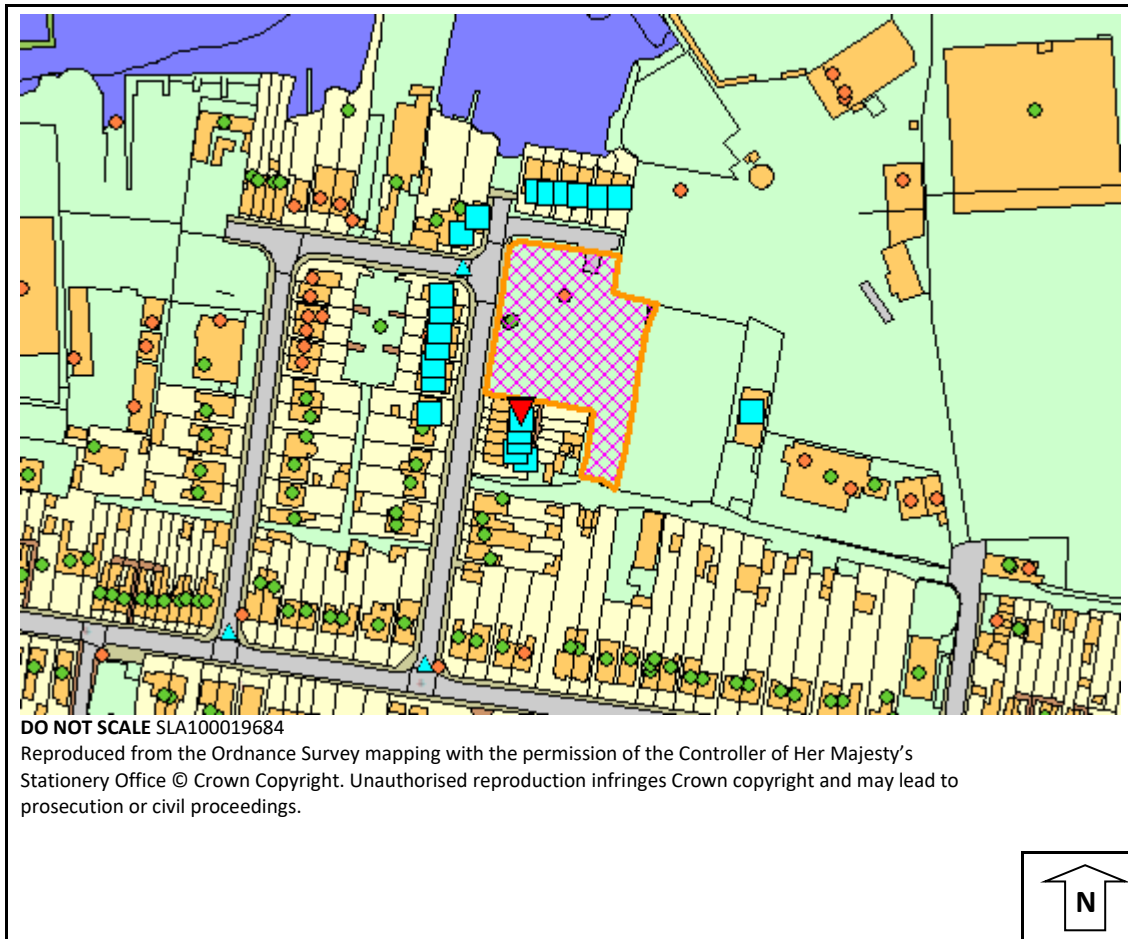 DO NOT SCALE SLA100019684
Reproduced from the Ordnance Survey mapping with the permission of the Controller of Her Majesty’s
Stationery Office © Crown Copyright. Unauthorised reproduction infringes Crown copyright and may lead to
prosecution or civil proceedings.
N